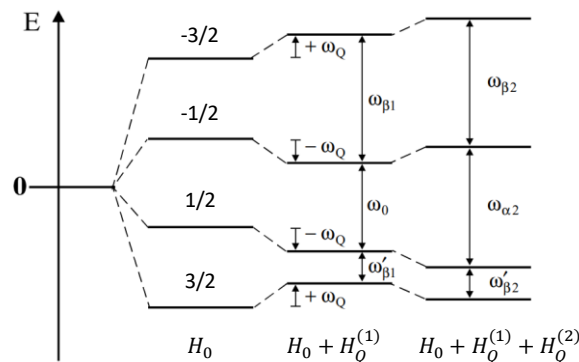 E
-3/2
+ ω_Q
ω_β1
ω_β2
-1/2
− ω_Q
0
1/2
− ω_Q
ω_0
ω_α2
3/2
+ ω_Q
ω′_β1
ω′_β2
H_0
H_0 + H_Q^(1)
H_0 + H_Q^(1) + H_Q^(2)